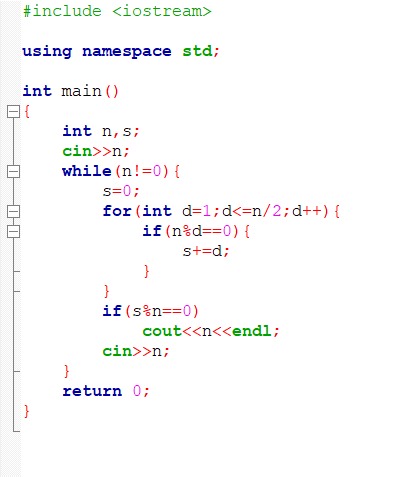 #include <iostream>
using namespace std;
int main()
{
int n,s;
cin>>n;
while(n!=0){
s=0;
for(int d=1;d<=n/2;d++){
if(n%d==0){
s+=d;
}
}
if(s%n==0)
cout<<n<<endl;
cin>>n;
}
return 0;
}